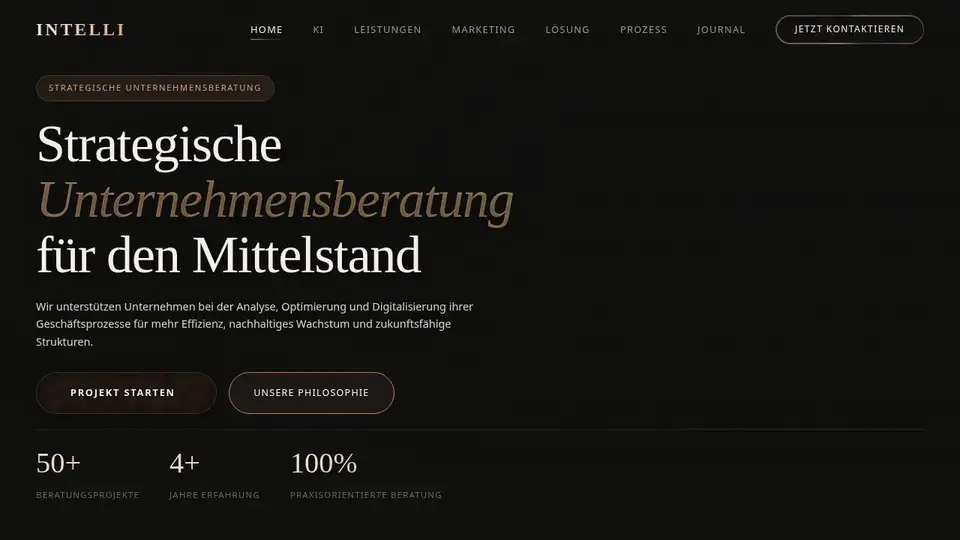 INTELLI
HOME KI LEISTUNGEN MARKETING LÖSUNG PROZESS JOURNAL JETZT KONTAKTIEREN
STRATEGISCHE UNTERNEHMENSBERATUNG
Strategische
Unternehmensberatung
für den Mittelstand
Wir unterstützen Unternehmen bei der Analyse, Optimierung und Digitalisierung ihrer
Geschäftsprozesse für mehr Effizienz, nachhaltiges Wachstum und zukunftsfähige
Strukturen.
PROJEKT STARTEN UNSERE PHILOSOPHIE
50+ 4+ 100%
BERATUNGSPROJEKTE JAHRE ERFAHRUNG PRAXISORIENTIERTE BERATUNG